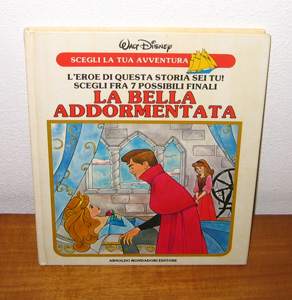 WALT DISNEY
SCEGLI LA TUA AVVENTURA
L'EROE DI QUESTA STORIA SEI TU!
SCEGLI FRA 7 POSSIBILI FINALI
LA BELLA
ADDORMENTATA
ARNOLDO MONDADORI EDITORE